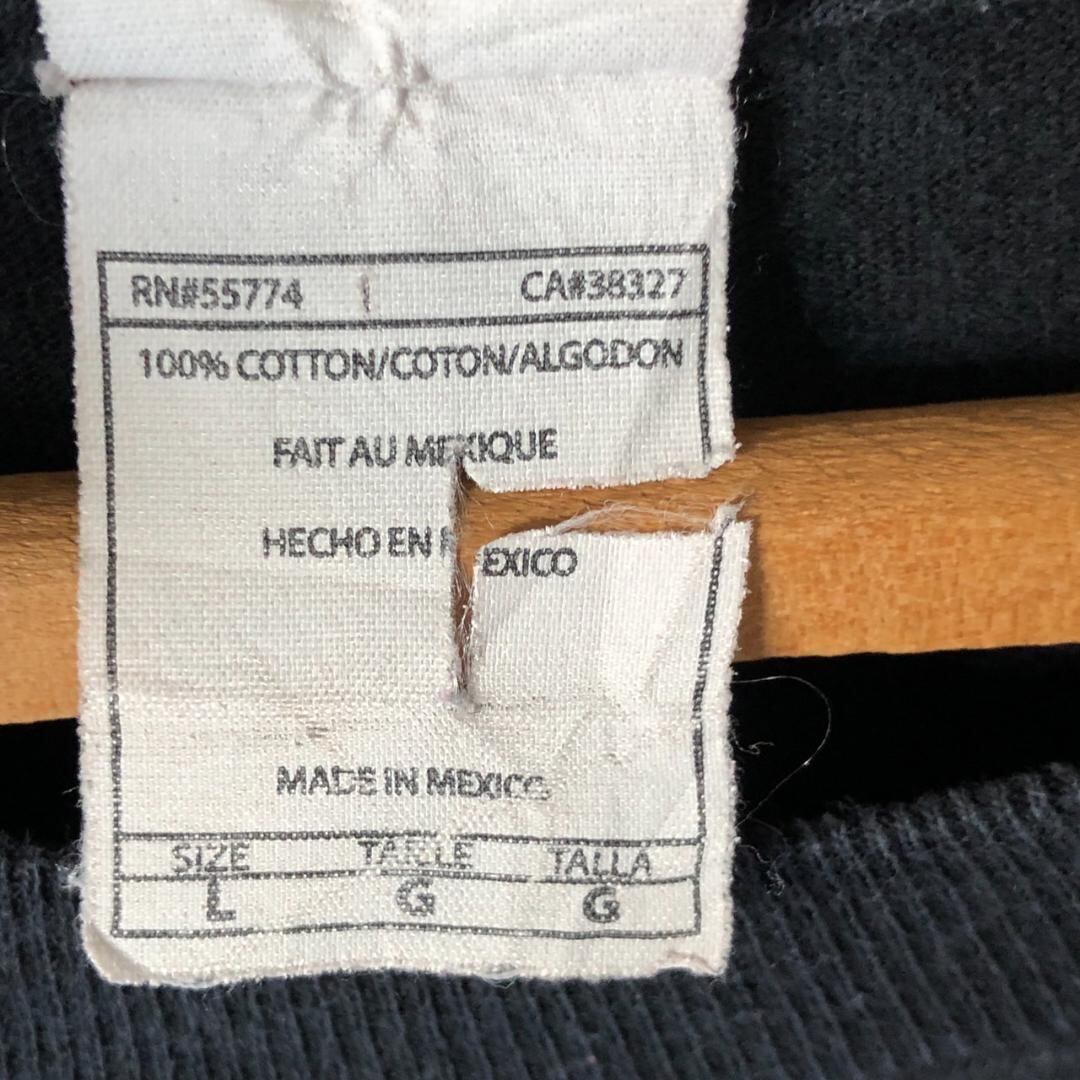 RN#55774 CA#38327
100% COTTON/COTON/ALGODON
FAIT AU MEXIQUE
HECHO EN MEXICO
MADE IN MEXICO
SIZE TAILLE TALLA
L G G